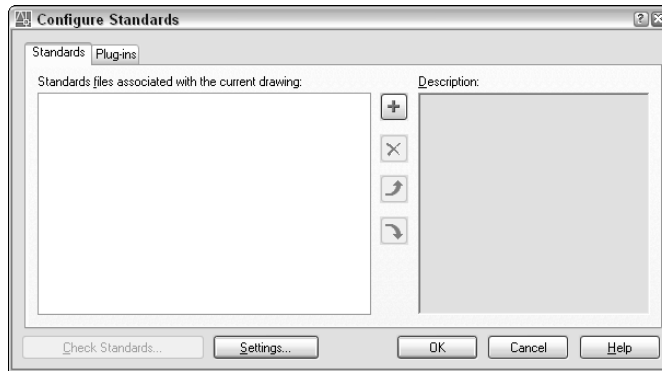 Configure Standards
Standards Plug-ins
Standards files associated with the current drawing:
Description:
Check Standards... Settings... OK Cancel Help